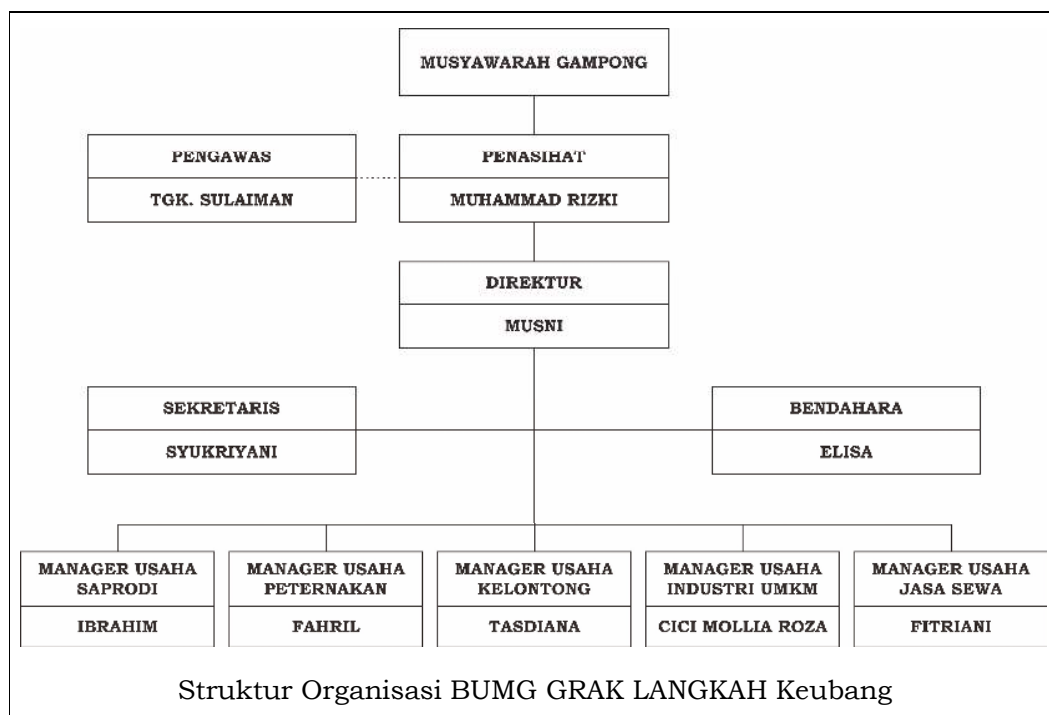 MUSYAWARAH GAMPONG
PENGAWAS
TGK. SULAIMAN
PENASIHAT
MUHAMMAD RIZKI
DIREKTUR
MUSNI
SEKRETARIS
SYUKRIYANI
BENDAHARA
ELISA
MANAGER USAHA
SAPRODI
IBRAHIM
MANAGER USAHA
PETERNAKAN
FAHRIL
MANAGER USAHA
KELONTONG
TASDIANA
MANAGER USAHA
INDUSTRI UMKM
CICI MOLLIA ROZA
MANAGER USAHA
JASA SEWA
FITRIANI
Struktur Organisasi BUMG GRAK LANGKAH Keubang